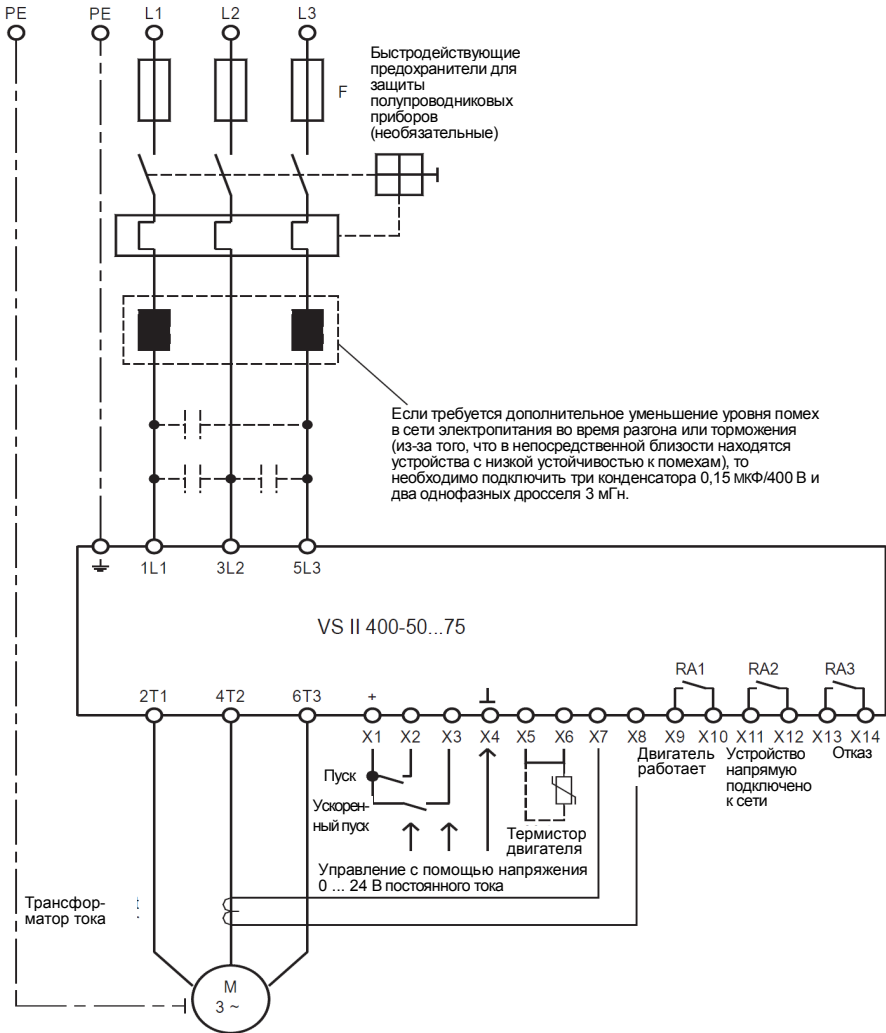 PE PE L1 L2 L3
Быстродействующие
предохранители для
защиты
полупроводниковых
приборов
(необязательные)
F
Если требуется дополнительное уменьшение уровня помех
в сети электропитания во время разгона или торможения
(из-за того, что в непосредственной близости находятся
устройства с низкой устойчивостью к помехам), то
необходимо подключить три конденсатора 0,15 МКФ/400 В и
два однофазных дросселя 3 мГн.
1L1 3L2 5L3
VS II 400-50...75
RA1 RA2 RA3
2T1 4T2 6T3 +
X1 X2 X3 X4 X5 X6 X7 X8 X9 X10 X11 X12 X13 X14
Двигатель
работает
Устройство
напрямую
подключено
к сети
Отказ
Пуск
Ускорен-
ный пуск
Термистор
двигателя
Управление с помощью напряжения
0 ... 24 В постоянного тока
Трансфор-
матор тока
M
3 ~